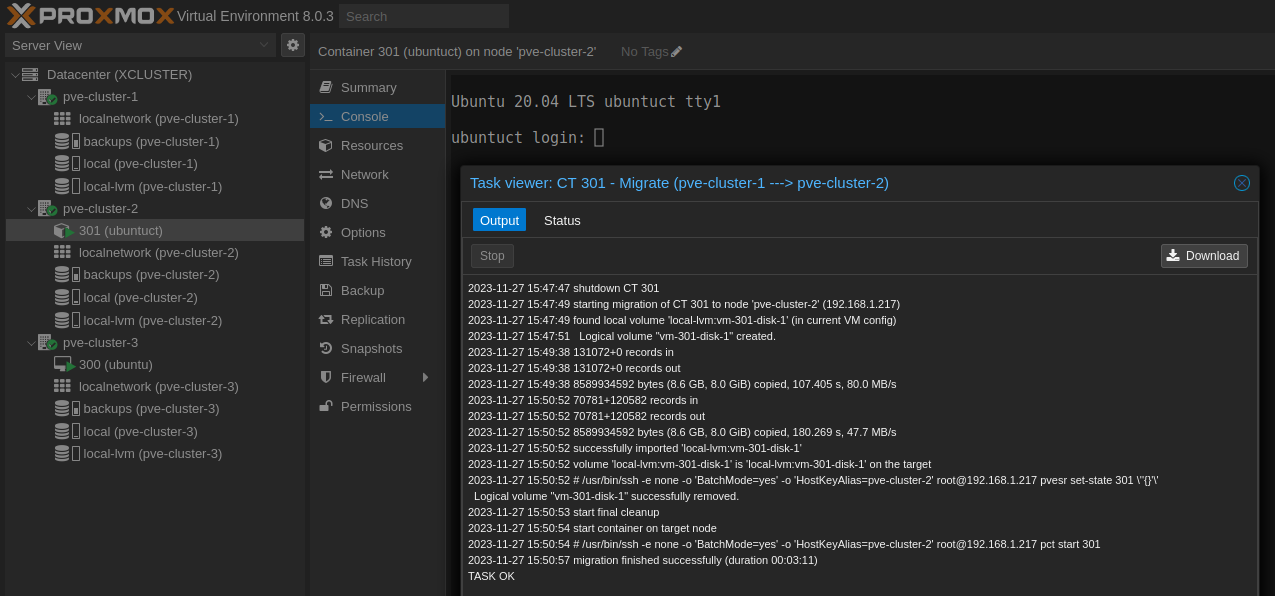 PROXMOX Virtual Environment 8.0.3 Search
Server View
Container 301 (ubuntuct) on node 'pve-cluster-2' No Tags
Datacenter (XCLUSTER)
pve-cluster-1
localnetwork (pve-cluster-1)
backups (pve-cluster-1)
local (pve-cluster-1)
local-lvm (pve-cluster-1)
pve-cluster-2
301 (ubuntuct)
localnetwork (pve-cluster-2)
backups (pve-cluster-2)
local (pve-cluster-2)
local-lvm (pve-cluster-2)
pve-cluster-3
300 (ubuntu)
localnetwork (pve-cluster-3)
backups (pve-cluster-3)
local (pve-cluster-3)
local-lvm (pve-cluster-3)
Summary
Console
Resources
Network
DNS
Options
Task History
Backup
Replication
Snapshots
Firewall
Permissions
Ubuntu 20.04 LTS ubuntuct tty1
ubuntuct login:
Task viewer: CT 301 - Migrate (pve-cluster-1 ---> pve-cluster-2)
Output Status
Stop Download
2023-11-27 15:47:47 shutdown CT 301
2023-11-27 15:47:49 starting migration of CT 301 to node 'pve-cluster-2' (192.168.1.217)
2023-11-27 15:47:49 found local volume 'local-lvm:vm-301-disk-1' (in current VM config)
2023-11-27 15:47:51 Logical volume "vm-301-disk-1" created.
2023-11-27 15:49:38 131072+0 records in
2023-11-27 15:49:38 131072+0 records out
2023-11-27 15:49:38 8589934592 bytes (8.6 GB, 8.0 GiB) copied, 107.405 s, 80.0 MB/s
2023-11-27 15:50:52 70781+120582 records in
2023-11-27 15:50:52 70781+120582 records out
2023-11-27 15:50:52 8589934592 bytes (8.6 GB, 8.0 GiB) copied, 180.269 s, 47.7 MB/s
2023-11-27 15:50:52 successfully imported 'local-lvm:vm-301-disk-1'
2023-11-27 15:50:52 volume 'local-lvm:vm-301-disk-1' is 'local-lvm:vm-301-disk-1' on the target
2023-11-27 15:50:52 # /usr/bin/ssh -e none -o 'BatchMode=yes' -o 'HostKeyAlias=pve-cluster-2' root@192.168.1.217 pvesr set-state 301 \''{}'\'
Logical volume "vm-301-disk-1" successfully removed.
2023-11-27 15:50:53 start final cleanup
2023-11-27 15:50:54 start container on target node
2023-11-27 15:50:54 # /usr/bin/ssh -e none -o 'BatchMode=yes' -o 'HostKeyAlias=pve-cluster-2' root@192.168.1.217 pct start 301
2023-11-27 15:50:57 migration finished successfully (duration 00:03:11)
TASK OK